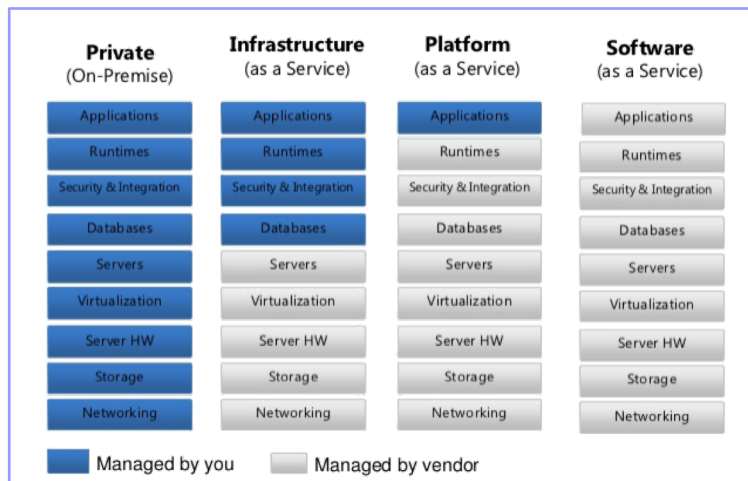 Private
(On-Premise)
Infrastructure
(as a Service)
Platform
(as a Service)
Software
(as a Service)
Applications
Runtimes
Security & Integration
Databases
Servers
Virtualization
Server HW
Storage
Networking
Applications
Runtimes
Security & Integration
Databases
Servers
Virtualization
Server HW
Storage
Networking
Applications
Runtimes
Security & Integration
Databases
Servers
Virtualization
Server HW
Storage
Networking
Applications
Runtimes
Security & Integration
Databases
Servers
Virtualization
Server HW
Storage
Networking
Managed by you
Managed by vendor